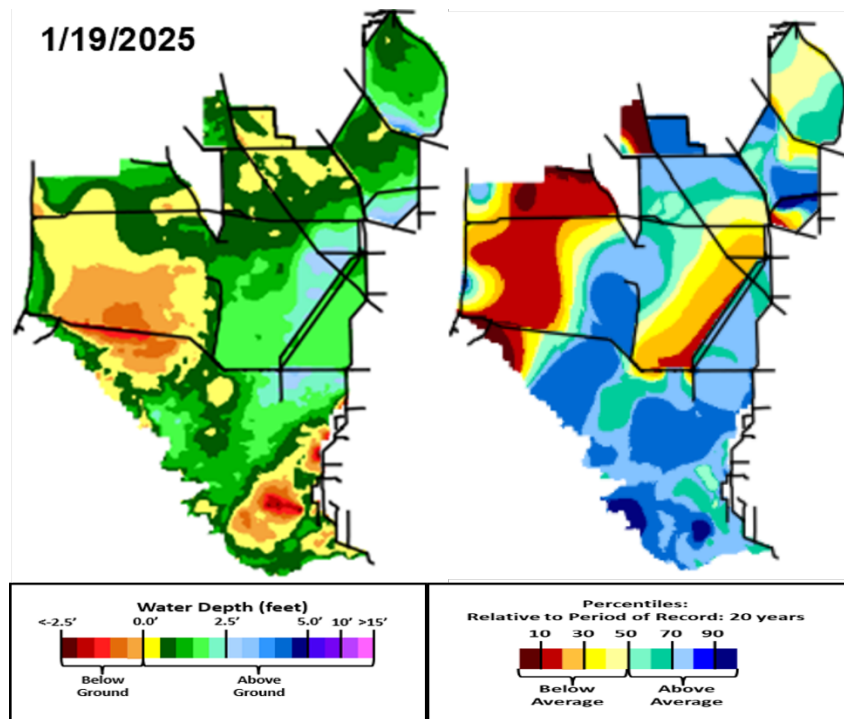 1/19/2025
Water Depth (feet)
<-2.5' 0.0' 2.5' 5.0' 10' >15'
Below
Ground
Above
Ground
Percentiles:
Relative to Period of Record: 20 years
10 30 50 70 90
Below
Average
Above
Average